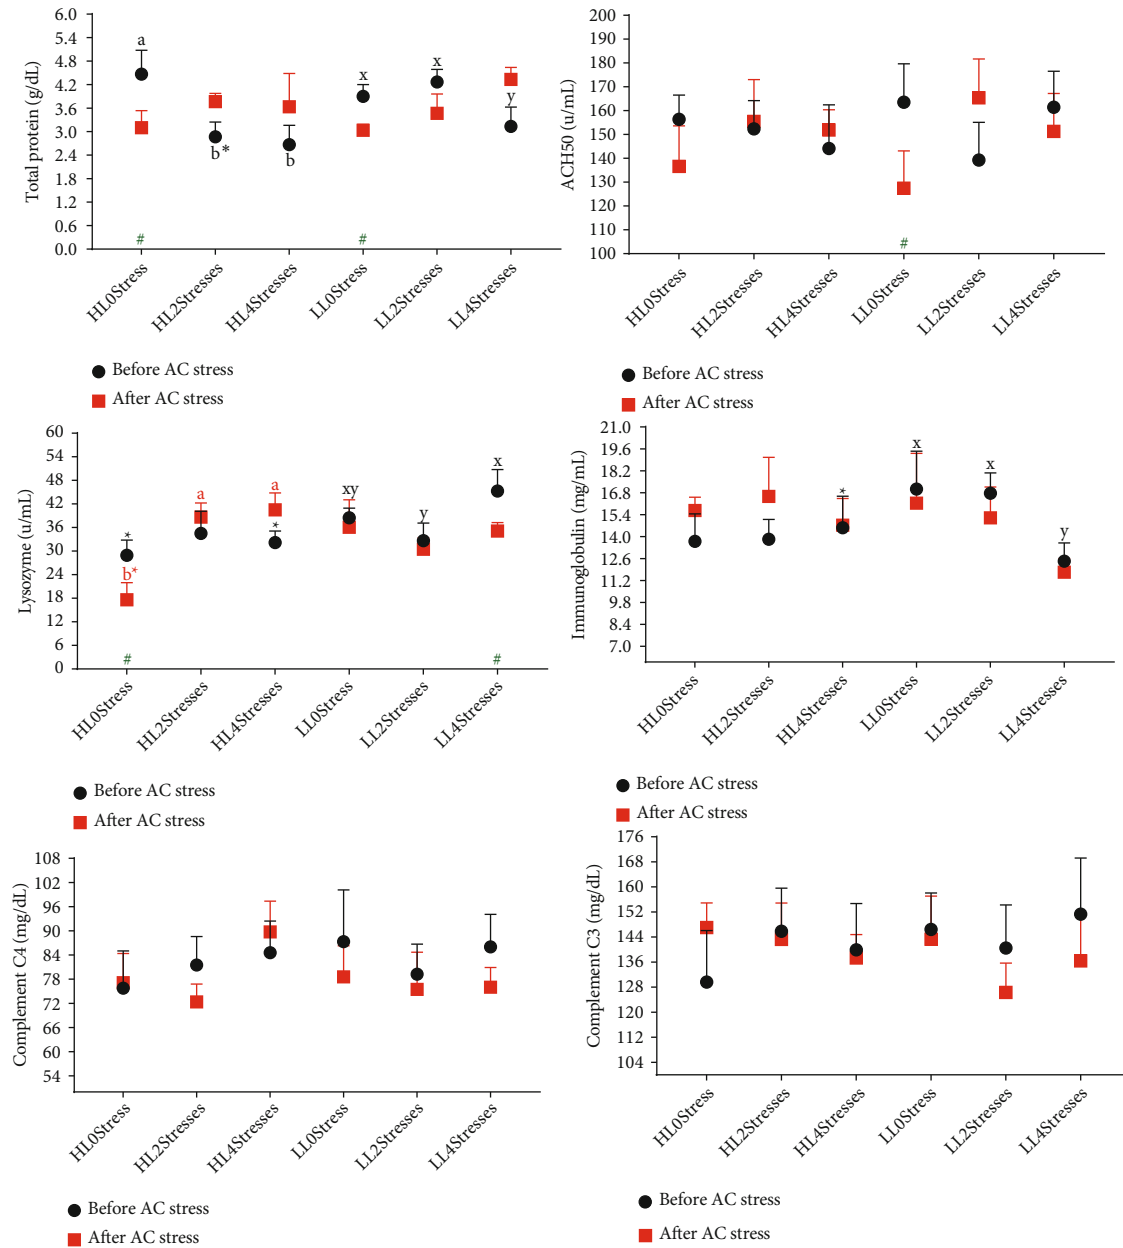 Total protein (g/dL)
6.0
5.4
4.8
4.2
3.6
3.0
2.4
1.8
1.2
0.6
0.0
a
b*
b
x
x
y
#
#
HL0Stress
HL2Stresses
HL4Stresses
LL0Stress
LL2Stresses
LL4Stresses
Before AC stress
After AC stress
ACH50 (u/mL)
200
190
180
170
160
150
140
130
120
110
100
#
HL0Stress
HL2Stresses
HL4Stresses
LL0Stress
LL2Stresses
LL4Stresses
Before AC stress
After AC stress
Lysozyme (u/mL)
60
54
48
42
36
30
24
18
12
6
0
*
b*
a
a
*
xy
y
x
#
#
HL0Stress
HL2Stresses
HL4Stresses
LL0Stress
LL2Stresses
LL4Stresses
Before AC stress
After AC stress
Immunoglobulin (mg/mL)
21.0
19.6
18.2
16.8
15.4
14.0
12.6
11.2
9.8
8.4
7.0
*
x
x
y
HL0Stress
HL2Stresses
HL4Stresses
LL0Stress
LL2Stresses
LL4Stresses
Before AC stress
After AC stress
Complement C4 (mg/dL)
108
102
96
90
84
78
72
66
60
54
HL0Stress
HL2Stresses
HL4Stresses
LL0Stress
LL2Stresses
LL4Stresses
Before AC stress
After AC stress
Complement C3 (mg/dL)
176
168
160
152
144
136
128
120
112
104
HL0Stress
HL2Stresses
HL4Stresses
LL0Stress
LL2Stresses
LL4Stresses
Before AC stress
After AC stress